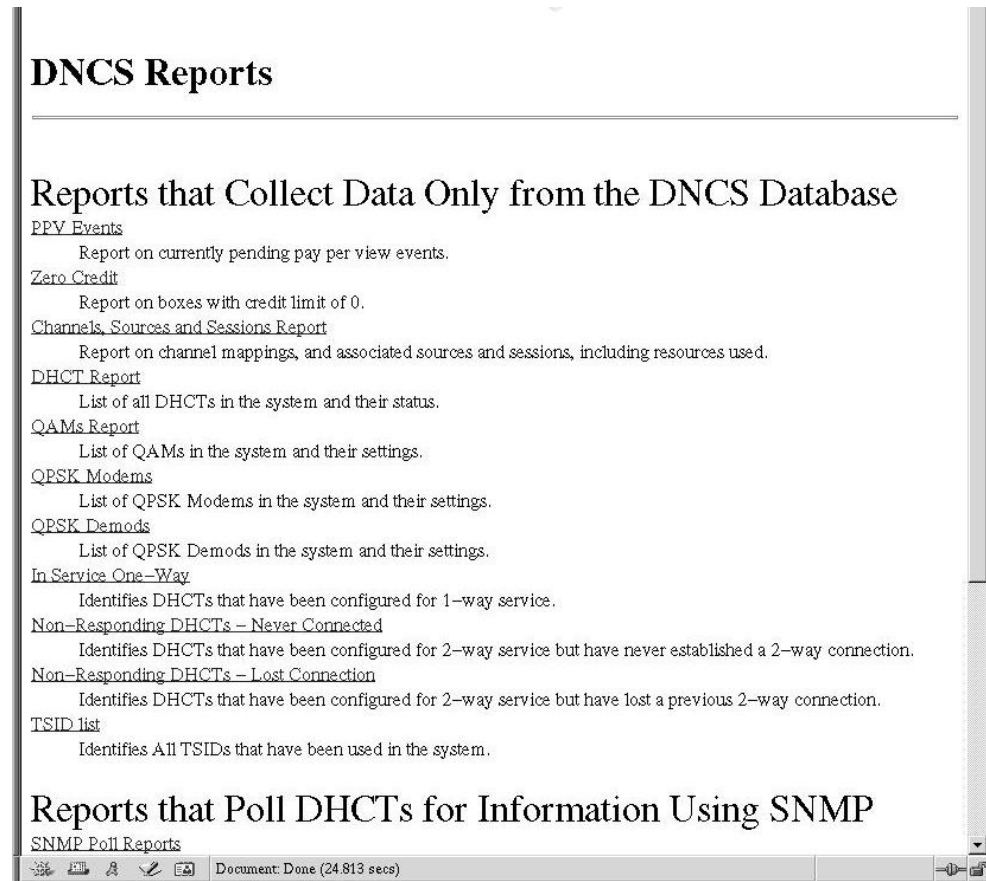 DNCS Reports
Reports that Collect Data Only from the DNCS Database
PPV Events
Report on currently pending pay per view events.
Zero Credit
Report on boxes with credit limit of 0.
Channels, Sources and Sessions Report
Report on channel mappings, and associated sources and sessions, including resources used.
DHCT Report
List of all DHCTs in the system and their status.
QAMs Report
List of QAMs in the system and their settings.
QPSK Modems
List of QPSK Modems in the system and their settings.
QPSK Demods
List of QPSK Demods in the system and their settings.
In Service One−Way
Identifies DHCTs that have been configured for 1−way service.
Non−Responding DHCTs − Never Connected
Identifies DHCTs that have been configured for 2−way service but have never established a 2−way connection.
Non−Responding DHCTs − Lost Connection
Identifies DHCTs that have been configured for 2−way service but have lost a previous 2−way connection.
TSID list
Identifies All TSIDs that have been used in the system.
Reports that Poll DHCTs for Information Using SNMP
SNMP Poll Reports
Document: Done (24.813 secs)